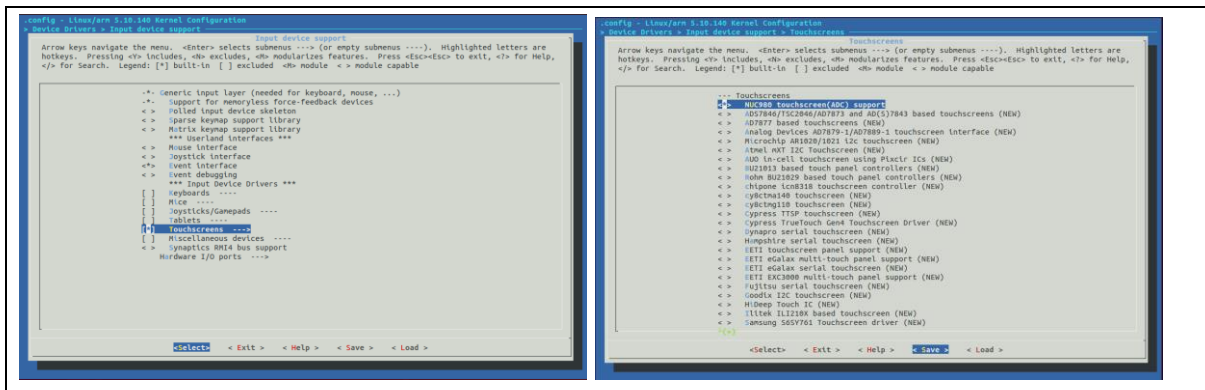 .config - Linux/arm 5.10.140 Kernel Configuration
> Device Drivers > Input device support
Input device support
Arrow keys navigate the menu. <Enter> selects submenus ---> (or empty submenus ----). Highlighted letters are
hotkeys. Pressing <Y> includes, <N> excludes, <M> modularizes features. Press <Esc><Esc> to exit, <?> for Help,
</> for Search. Legend: [*] built-in [ ] excluded <M> module < > module capable
-*- Generic input layer (needed for keyboard, mouse, ...)
-*- Support for memoryless force-feedback devices
< > Polled input device skeleton
< > Sparse keymap support library
< > Matrix keymap support library
*** Userland interfaces ***
< > Mouse interface
< > Joystick interface
<*> Event interface
< > Event debugging
*** Input Device Drivers ***
[ ] Keyboards ----
[ ] Mice ----
[ ] Joysticks/Gamepads ----
[ ] Tablets ----
[*] Touchscreens --->
[ ] Miscellaneous devices ----
< > Synaptics RMI4 bus support
Hardware I/O ports --->
<Select> < Exit > < Help > < Save > < Load >
.config - Linux/arm 5.10.140 Kernel Configuration
> Device Drivers > Input device support > Touchscreens
Touchscreens
Arrow keys navigate the menu. <Enter> selects submenus ---> (or empty submenus ----). Highlighted letters are
hotkeys. Pressing <Y> includes, <N> excludes, <M> modularizes features. Press <Esc><Esc> to exit, <?> for Help,
</> for Search. Legend: [*] built-in [ ] excluded <M> module < > module capable
--- Touchscreens
<*> NUC980 touchscreen(ADC) support
< > ADS7846/TSC2046/AD7873 and AD(S)7843 based touchscreens (NEW)
< > AD7877 based touchscreens (NEW)
< > Analog Devices AD7879-1/AD7889-1 touchscreen interface (NEW)
< > Microchip AR1020/1021 i2c touchscreen (NEW)
< > Atmel mXT I2C Touchscreen (NEW)
< > AUO in-cell touchscreen using Pixcir ICs (NEW)
< > BU21013 based touch panel controllers (NEW)
< > Rohm BU21029 based touch panel controllers (NEW)
< > chipone icn8318 touchscreen controller (NEW)
< > cy8ctma140 touchscreen (NEW)
< > cy8ctmg110 touchscreen (NEW)
< > Cypress TTSP touchscreen (NEW)
< > Cypress TrueTouch Gen4 Touchscreen Driver (NEW)
< > Dynapro serial touchscreen (NEW)
< > Hampshire serial touchscreen (NEW)
< > EETI touchscreen panel support (NEW)
< > EETI eGalax multi-touch panel support (NEW)
< > EETI eGalax serial touchscreen (NEW)
< > EETI EXC3000 multi-touch panel support (NEW)
< > Fujitsu serial touchscreen (NEW)
< > Goodix I2C touchscreen (NEW)
< > HiDeep Touch IC (NEW)
< > Ilitek ILI210X based touchscreen (NEW)
< > Samsung S6SY761 Touchscreen driver (NEW)
<Select> < Exit > < Help > < Save > < Load >